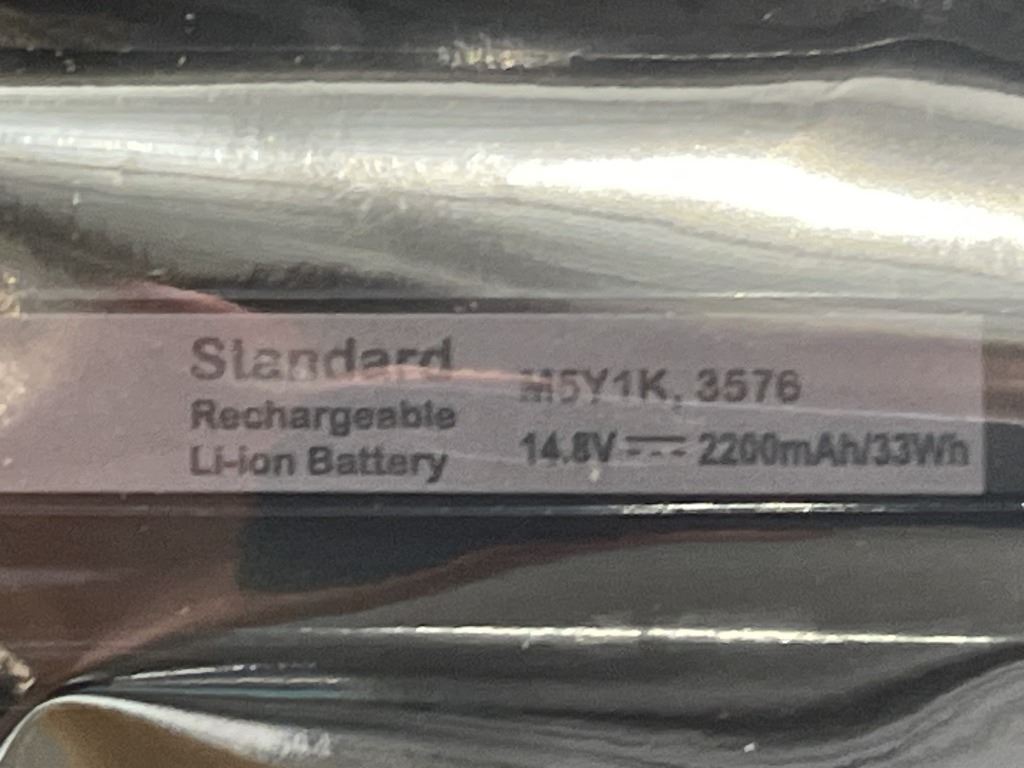 Standard
Rechargeable
Li-ion Battery
M5Y1K, 3576
14.8V ⎓ 2200mAh/33Wh